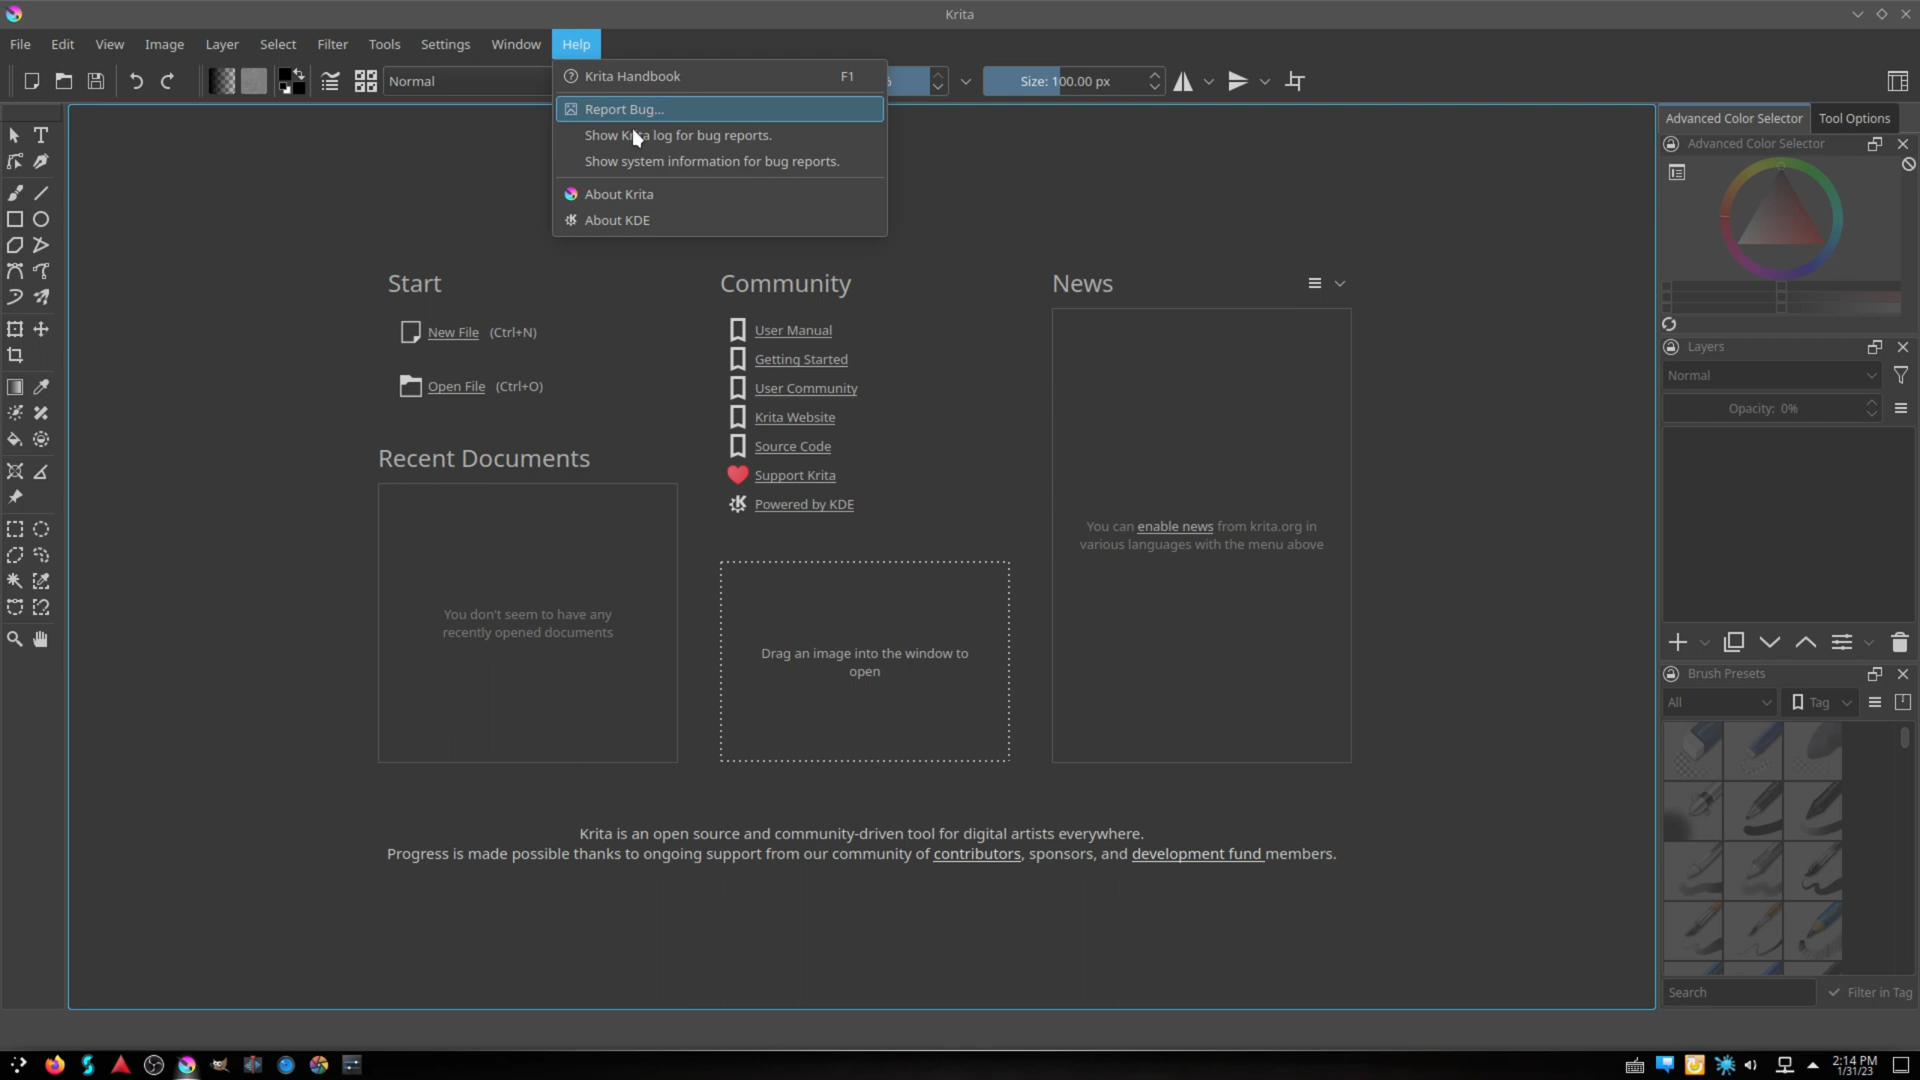 Krita
File Edit View Image Layer Select Filter Tools Settings Window Help
Normal
Size: 100.00 px
Krita Handbook F1
Report Bug...
Show Krita log for bug reports.
Show system information for bug reports.
About Krita
About KDE
Start
New File (Ctrl+N)
Open File (Ctrl+O)
Recent Documents
You don't seem to have any
recently opened documents
Community
User Manual
Getting Started
User Community
Krita Website
Source Code
Support Krita
Powered by KDE
Drag an image into the window to
open
News
You can enable news from krita.org in
various languages with the menu above
Krita is an open source and community-driven tool for digital artists everywhere.
Progress is made possible thanks to ongoing support from our community of contributors, sponsors, and development fund members.
Advanced Color Selector Tool Options
Advanced Color Selector
Layers
Normal
Opacity: 0%
Brush Presets
All Tag
Search Filter in Tag
2:14 PM
1/31/23